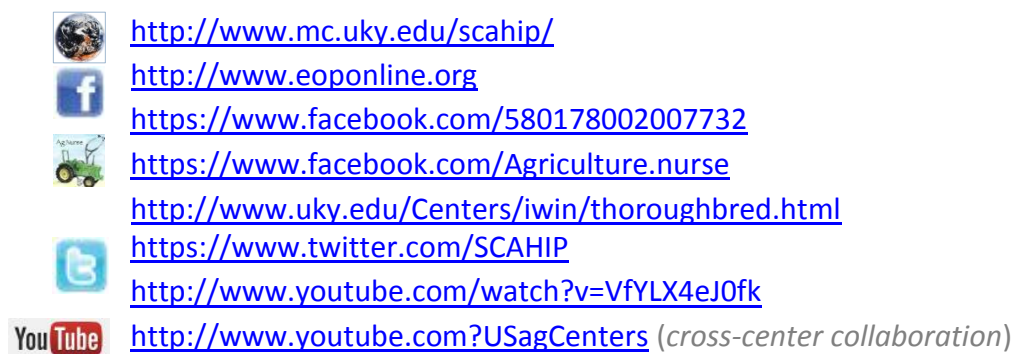 http://www.mc.uky.edu/scahip/
http://www.eoponline.org
https://www.facebook.com/580178002007732
Ag Nurse
https://www.facebook.com/Agriculture.nurse
http://www.uky.edu/Centers/iwin/thoroughbred.html
https://www.twitter.com/SCAHIP
http://www.youtube.com/watch?v=VfYLX4eJ0fk
You Tube http://www.youtube.com?USagCenters (cross-center collaboration)